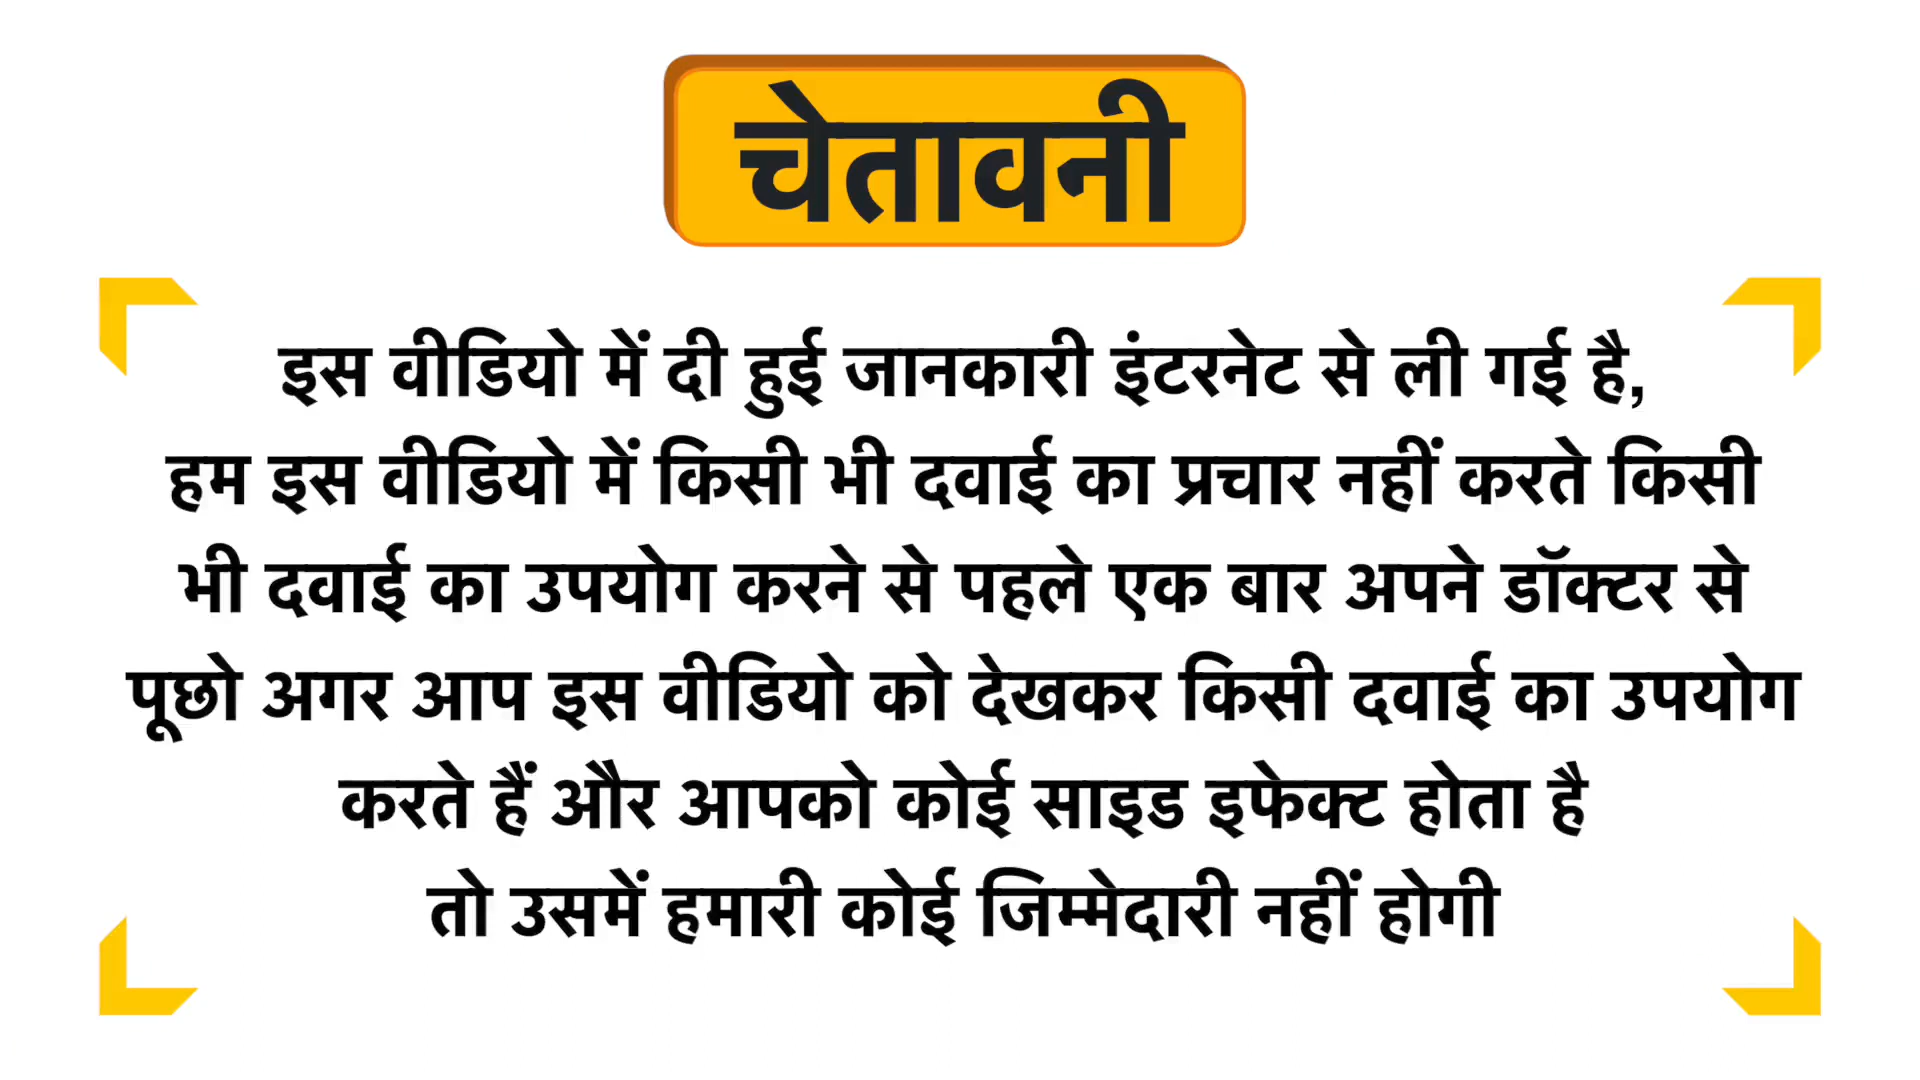 चेतावनी
इस वीडियो में दी हुई जानकारी इंटरनेट से ली गई है,
हम इस वीडियो में किसी भी दवाई का प्रचार नहीं करते किसी
भी दवाई का उपयोग करने से पहले एक बार अपने डॉक्टर से
पूछो अगर आप इस वीडियो को देखकर किसी दवाई का उपयोग
करते हैं और आपको कोई साइड इफेक्ट होता है
तो उसमें हमारी कोई जिम्मेदारी नहीं होगी